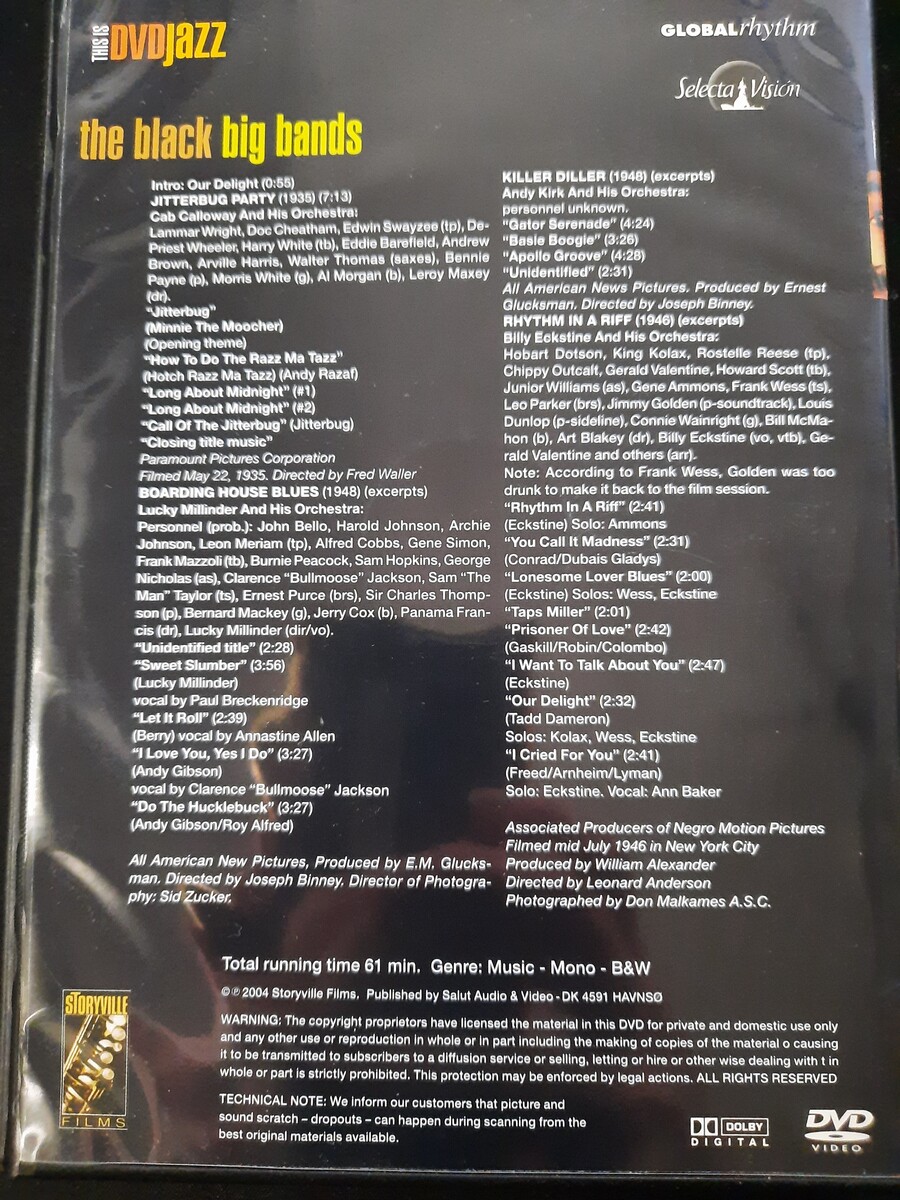 THIS IS DVDJazz
GLOBALrhythm
Selecta Visión
the black big bands
Intro: Our Delight (0:55)
JITTERBUG PARTY (1935) (7:13)
Cab Calloway And His Orchestra:
Lammar Wright, Doc Cheatham, Edwin Swayzee (tp), De-
Priest Wheeler, Harry White (tb), Eddie Barefield, Andrew
Brown, Arville Harris, Walter Thomas (saxes), Bennie
Payne (p), Morris White (g), Al Morgan (b), Leroy Maxey
(dr).
“Jitterbug”
(Minnie The Moocher)
(Opening theme)
“How To Do The Razz Ma Tazz”
(Hotch Razz Ma Tazz) (Andy Razaf)
“Long About Midnight” (#1)
“Long About Midnight” (#2)
“Call Of The Jitterbug” (Jitterbug)
“Closing title music”
Paramount Pictures Corporation
Filmed May 22, 1935. Directed by Fred Waller
BOARDING HOUSE BLUES (1948) (excerpts)
Lucky Millinder And His Orchestra:
Personnel (prob.): John Bello, Harold Johnson, Archie
Johnson, Leon Meriam (tp), Alfred Cobbs, Gene Simon,
Frank Mazzoli (tb), Burnie Peacock, Sam Hopkins, George
Nicholas (as), Clarence “Bullmoose” Jackson, Sam “The
Man” Taylor (ts), Ernest Purce (brs), Sir Charles Thomp-
son (p), Bernard Mackey (g), Jerry Cox (b), Panama Fran-
cis (dr), Lucky Millinder (dir/vo).
“Unidentified title” (2:28)
“Sweet Slumber” (3:56)
(Lucky Millinder)
vocal by Paul Breckenridge
“Let It Roll” (2:39)
(Berry) vocal by Annastine Allen
“I Love You, Yes I Do” (3:27)
(Andy Gibson)
vocal by Clarence “Bullmoose” Jackson
“Do The Hucklebuck” (3:27)
(Andy Gibson/Roy Alfred)
All American New Pictures, Produced by E.M. Glucks-
man. Directed by Joseph Binney. Director of Photogra-
phy: Sid Zucker.
KILLER DILLER (1948) (excerpts)
Andy Kirk And His Orchestra:
personnel unknown.
“Gator Serenade” (4:24)
“Basie Boogie” (3:26)
“Apollo Groove” (4:28)
“Unidentified” (2:31)
All American News Pictures. Produced by Ernest
Glucksman. Directed by Joseph Binney.
RHYTHM IN A RIFF (1946) (excerpts)
Billy Eckstine And His Orchestra:
Hobart Dotson, King Kolax, Rostelle Reese (tp),
Chippy Outcalt, Gerald Valentine, Howard Scott (tb),
Junior Williams (as), Gene Ammons, Frank Wess (ts),
Leo Parker (brs), Jimmy Golden (p-soundtrack), Louis
Dunlop (p-sideline), Connie Wainright (g), Bill McMa-
hon (b), Art Blakey (dr), Billy Eckstine (vo, vtb), Ge-
rald Valentine and others (arr).
Note: According to Frank Wess, Golden was too
drunk to make it back to the film session.
“Rhythm In A Riff” (2:41)
(Eckstine) Solo: Ammons
“You Call It Madness” (2:31)
(Conrad/Dubais Gladys)
“Lonesome Lover Blues” (2:00)
(Eckstine) Solos: Wess, Eckstine
“Taps Miller” (2:01)
“Prisoner Of Love” (2:42)
(Gaskill/Robin/Colombo)
“I Want To Talk About You” (2:47)
(Eckstine)
“Our Delight” (2:32)
(Tadd Dameron)
Solos: Kolax, Wess, Eckstine
“I Cried For You” (2:41)
(Freed/Arnheim/Lyman)
Solo: Eckstine. Vocal: Ann Baker
Associated Producers of Negro Motion Pictures
Filmed mid July 1946 in New York City
Produced by William Alexander
Directed by Leonard Anderson
Photographed by Don Malkames A.S.C.
Total running time 61 min. Genre: Music - Mono - B&W
©℗ 2004 Storyville Films. Published by Salut Audio & Video - DK 4591 HAVNSØ
WARNING: The copyright proprietors have licensed the material in this DVD for private and domestic use only
and any other use or reproduction in whole or in part including the making of copies of the material o causing
it to be transmitted to subscribers to a diffusion service or selling, letting or hire or other wise dealing with t in
whole or part is strictly prohibited. This protection may be enforced by legal actions. ALL RIGHTS RESERVED
TECHNICAL NOTE: We inform our customers that picture and
sound scratch – dropouts – can happen during scanning from the
best original materials available.
STORYVILLE
FILMS
DOLBY
DIGITAL
DVD
VIDEO